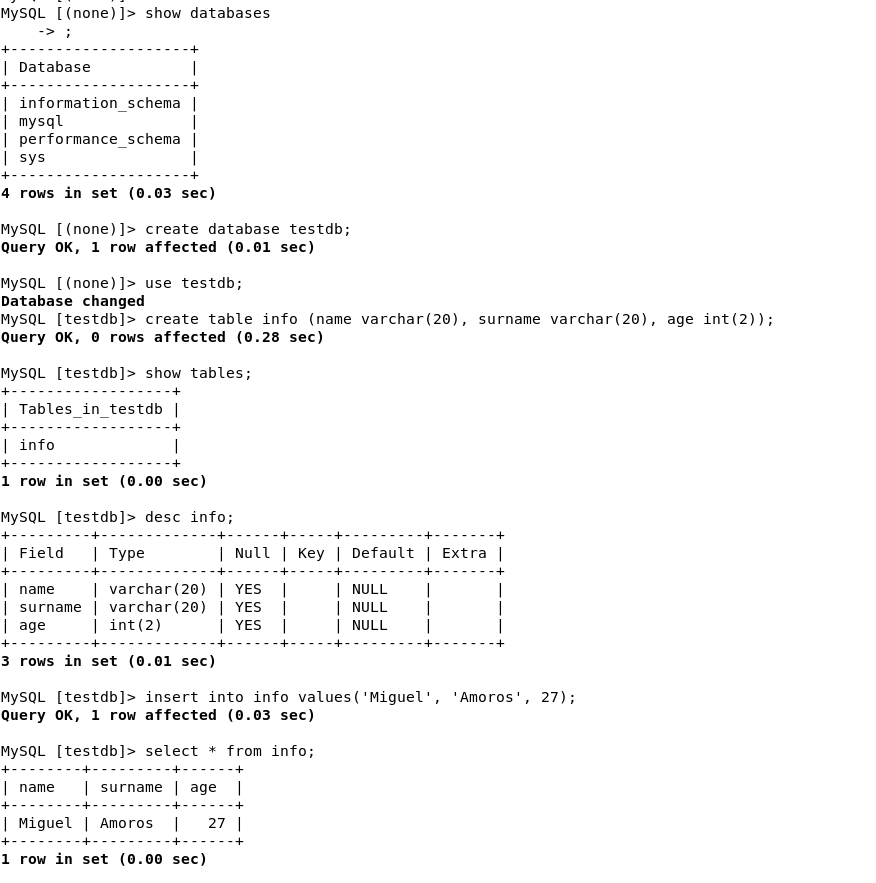 MySQL [(none)]> show databases
    -> ;
+--------------------+
| Database           |
+--------------------+
| information_schema |
| mysql              |
| performance_schema |
| sys                |
+--------------------+
4 rows in set (0.03 sec)

MySQL [(none)]> create database testdb;
Query OK, 1 row affected (0.01 sec)

MySQL [(none)]> use testdb;
Database changed
MySQL [testdb]> create table info (name varchar(20), surname varchar(20), age int(2));
Query OK, 0 rows affected (0.28 sec)

MySQL [testdb]> show tables;
+------------------+
| Tables_in_testdb |
+------------------+
| info             |
+------------------+
1 row in set (0.00 sec)

MySQL [testdb]> desc info;
+---------+-------------+------+-----+---------+-------+
| Field   | Type        | Null | Key | Default | Extra |
+---------+-------------+------+-----+---------+-------+
| name    | varchar(20) | YES  |     | NULL    |       |
| surname | varchar(20) | YES  |     | NULL    |       |
| age     | int(2)      | YES  |     | NULL    |       |
+---------+-------------+------+-----+---------+-------+
3 rows in set (0.01 sec)

MySQL [testdb]> insert into info values('Miguel', 'Amoros', 27);
Query OK, 1 row affected (0.03 sec)

MySQL [testdb]> select * from info;
+--------+---------+------+
| name   | surname | age  |
+--------+---------+------+
| Miguel | Amoros  |   27 |
+--------+---------+------+
1 row in set (0.00 sec)